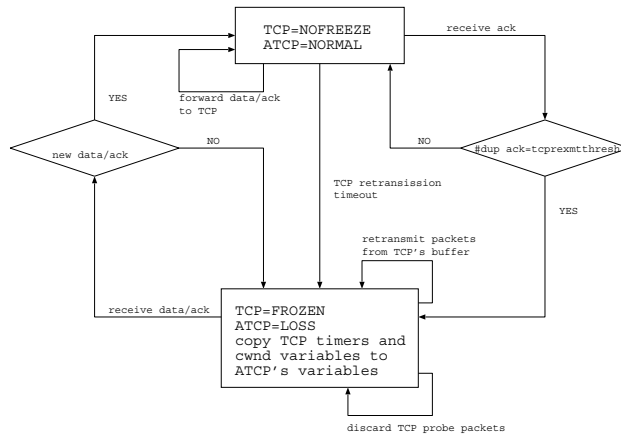 TCP=NOFREEZE
ATCP=NORMAL
receive ack
forward data/ack
to TCP
YES
new data/ack
NO
NO
#dup ack=tcprexmtthresh
TCP retransission
timeout
YES
retransmit packets
from TCP's buffer
receive data/ack
TCP=FROZEN
ATCP=LOSS
copy TCP timers and
cwnd variables to
ATCP's variables
discard TCP probe packets